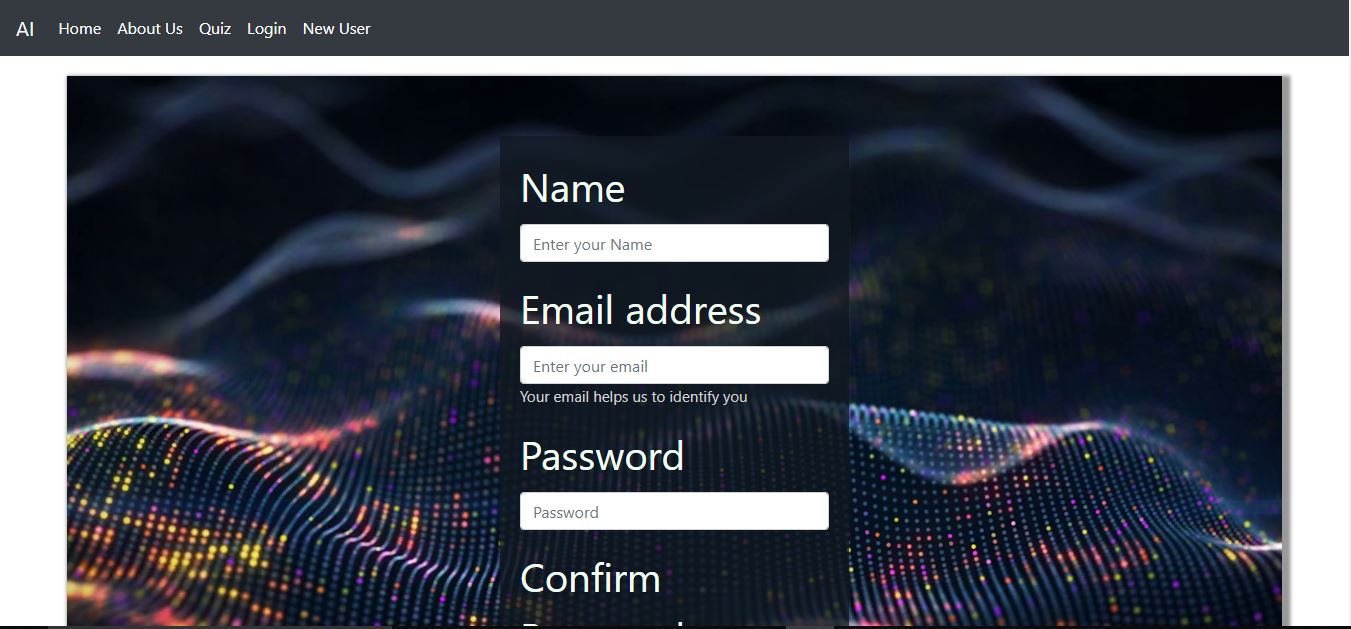 AI Home About Us Quiz Login New User
Name
Enter your Name
Email address
Enter your email
Your email helps us to identify you
Password
Password
Confirm